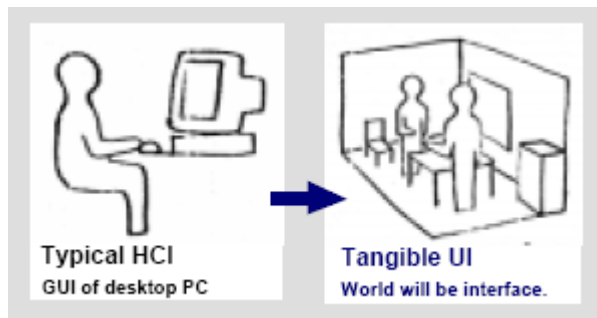 Typical HCI
GUI of desktop PC
Tangible UI
World will be interface.